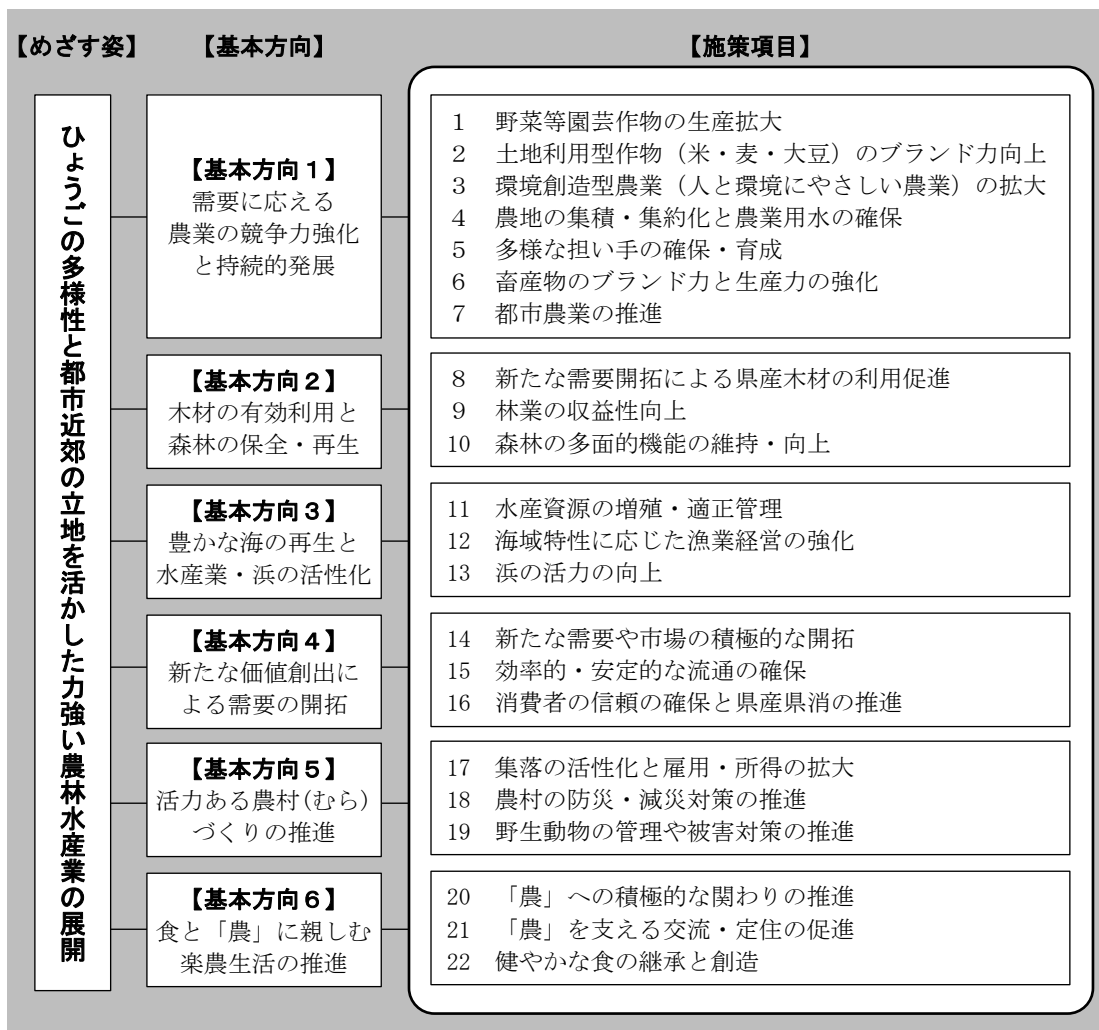 【めざす姿】
【基本方向】
【施策項目】
ひょうごの多様性と都市近郊の立地を活かした力強い農林水産業の展開
【基本方向１】
需要に応える
農業の競争力強化
と持続的発展
1 野菜等園芸作物の生産拡大
2 土地利用型作物（米・麦・大豆）のブランド力向上
3 環境創造型農業（人と環境にやさしい農業）の拡大
4 農地の集積・集約化と農業用水の確保
5 多様な担い手の確保・育成
6 畜産物のブランド力と生産力の強化
7 都市農業の推進
【基本方向２】
木材の有効利用と
森林の保全・再生
8 新たな需要開拓による県産木材の利用促進
9 林業の収益性向上
10 森林の多面的機能の維持・向上
【基本方向３】
豊かな海の再生と
水産業・浜の活性化
11 水産資源の増殖・適正管理
12 海域特性に応じた漁業経営の強化
13 浜の活力の向上
【基本方向４】
新たな価値創出に
よる需要の開拓
14 新たな需要や市場の積極的な開拓
15 効率的・安定的な流通の確保
16 消費者の信頼の確保と県産県消の推進
【基本方向５】
活力ある農村(むら)
づくりの推進
17 集落の活性化と雇用・所得の拡大
18 農村の防災・減災対策の推進
19 野生動物の管理や被害対策の推進
【基本方向６】
食と「農」に親しむ
楽農生活の推進
20 「農」への積極的な関わりの推進
21 「農」を支える交流・定住の促進
22 健やかな食の継承と創造